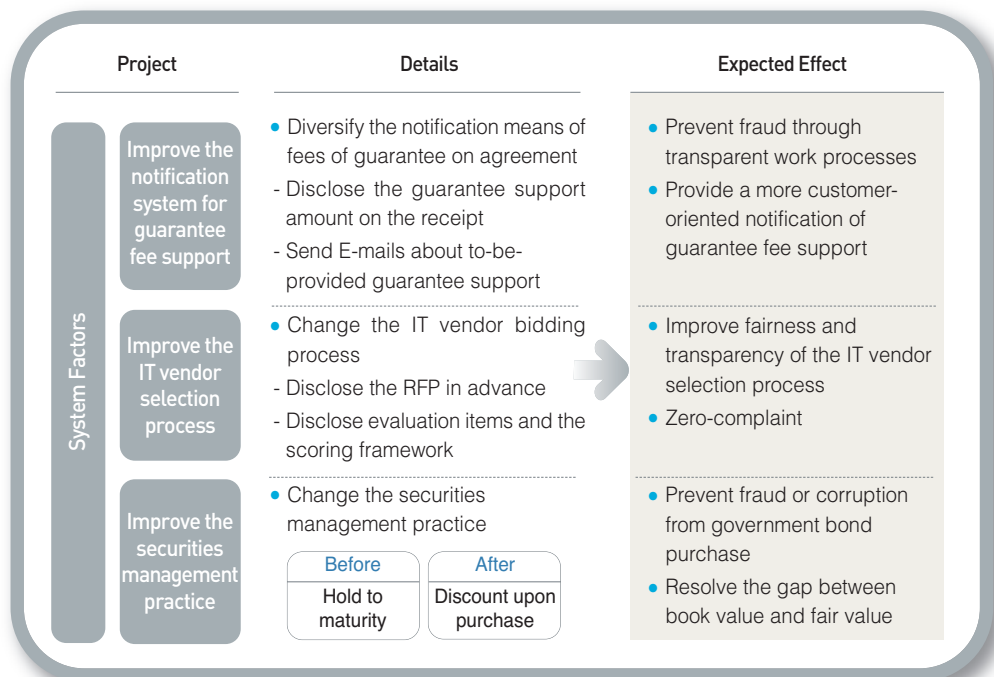 Project
Details
Expected Effect
System Factors
Improve the
notification
system for
guarantee
fee support
• Diversify the notification means of
fees of guarantee on agreement
- Disclose the guarantee support
amount on the receipt
- Send E-mails about to-be-
provided guarantee support
• Prevent fraud through
transparent work processes
• Provide a more customer-
oriented notification of
guarantee fee support
Improve the
IT vendor
selection
process
• Change the IT vendor bidding
process
- Disclose the RFP in advance
- Disclose evaluation items and the
scoring framework
• Improve fairness and
transparency of the IT vendor
selection process
• Zero-complaint
Improve the
securities
management
practice
• Change the securities
management practice
Before
Hold to
maturity
After
Discount upon
purchase
• Prevent fraud or corruption
from government bond
purchase
• Resolve the gap between
book value and fair value